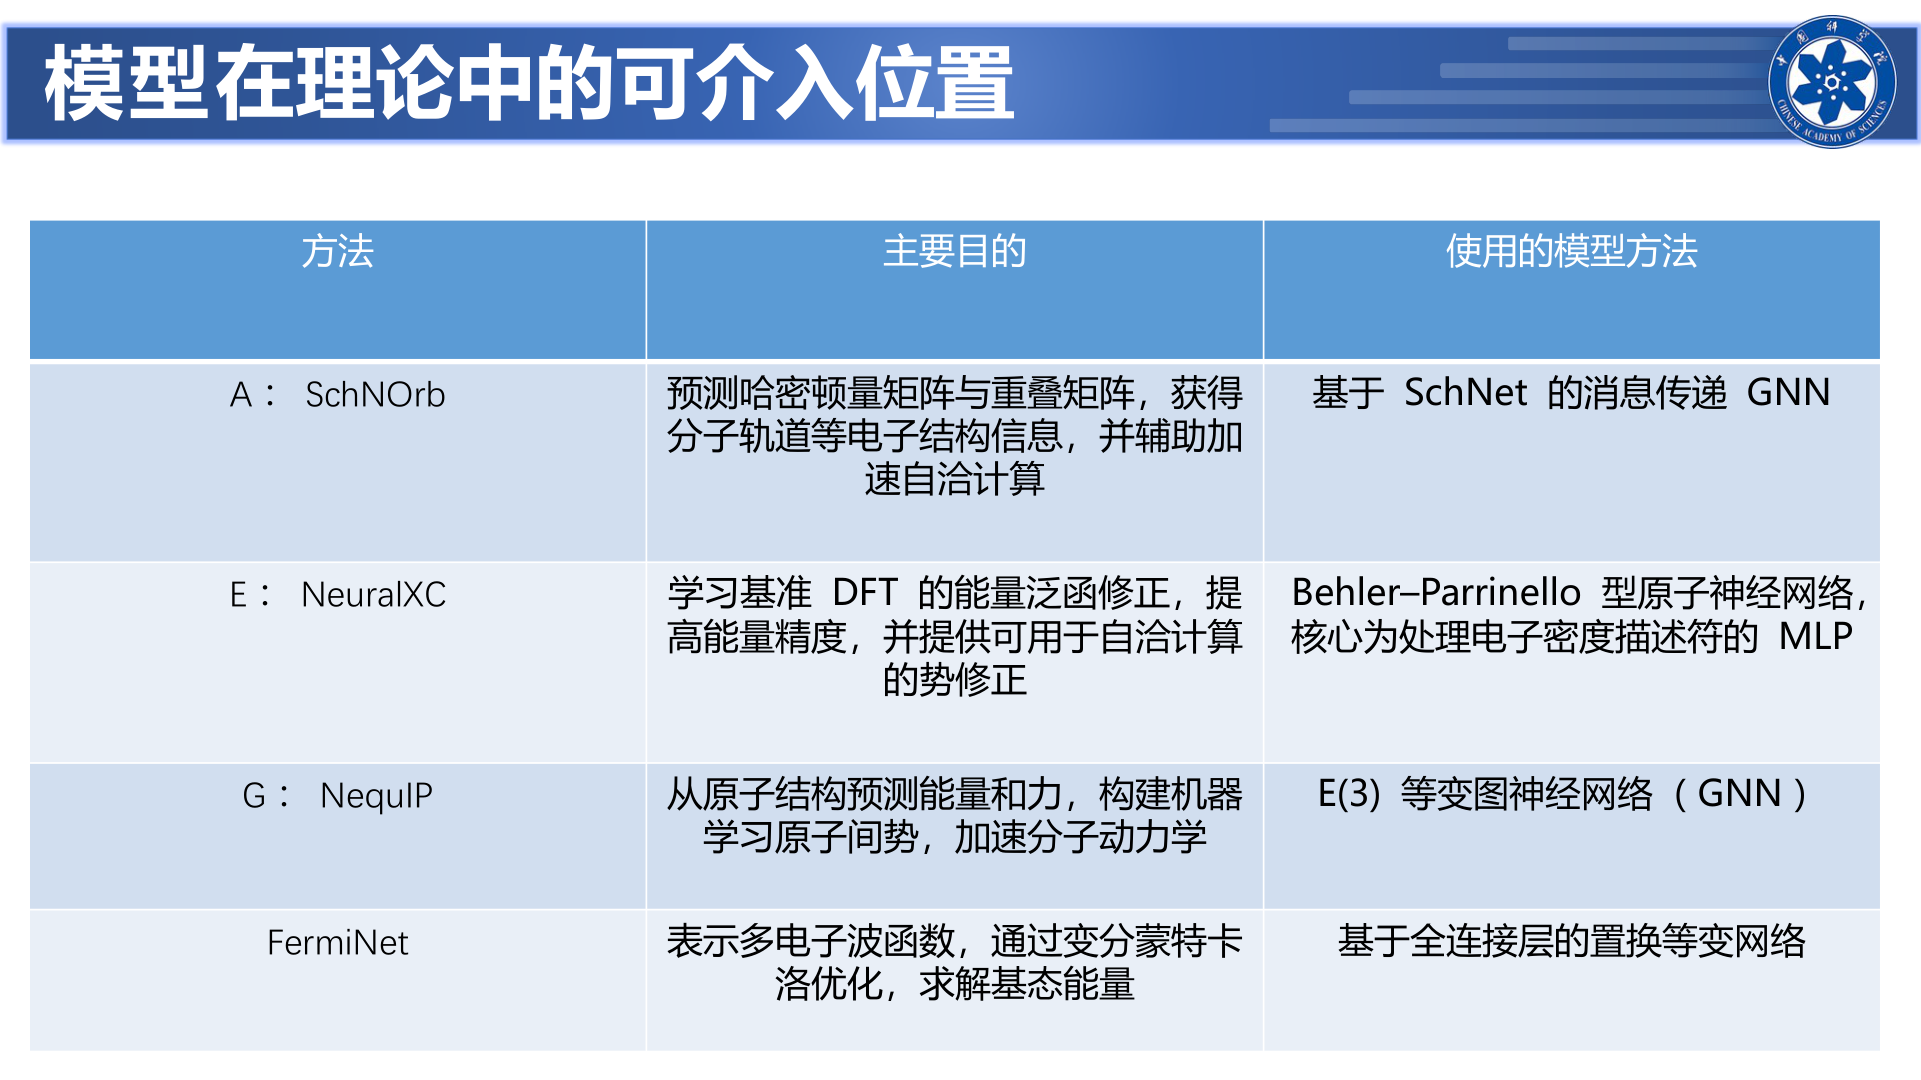 模型在理论中的可介入位置
中国科学院
CHINESE ACADEMY OF SCIENCES
方法
主要目的
使用的模型方法
A： SchNOrb
预测哈密顿量矩阵与重叠矩阵，获得
分子轨道等电子结构信息，并辅助加
速自洽计算
基于 SchNet 的消息传递 GNN
E： NeuralXC
学习基准 DFT 的能量泛函修正，提
高能量精度，并提供可用于自洽计算
的势修正
Behler–Parrinello 型原子神经网络，
核心为处理电子密度描述符的 MLP
G： NequIP
从原子结构预测能量和力，构建机器
学习原子间势，加速分子动力学
E(3) 等变图神经网络（GNN）
FermiNet
表示多电子波函数，通过变分蒙特卡
洛优化，求解基态能量
基于全连接层的置换等变网络